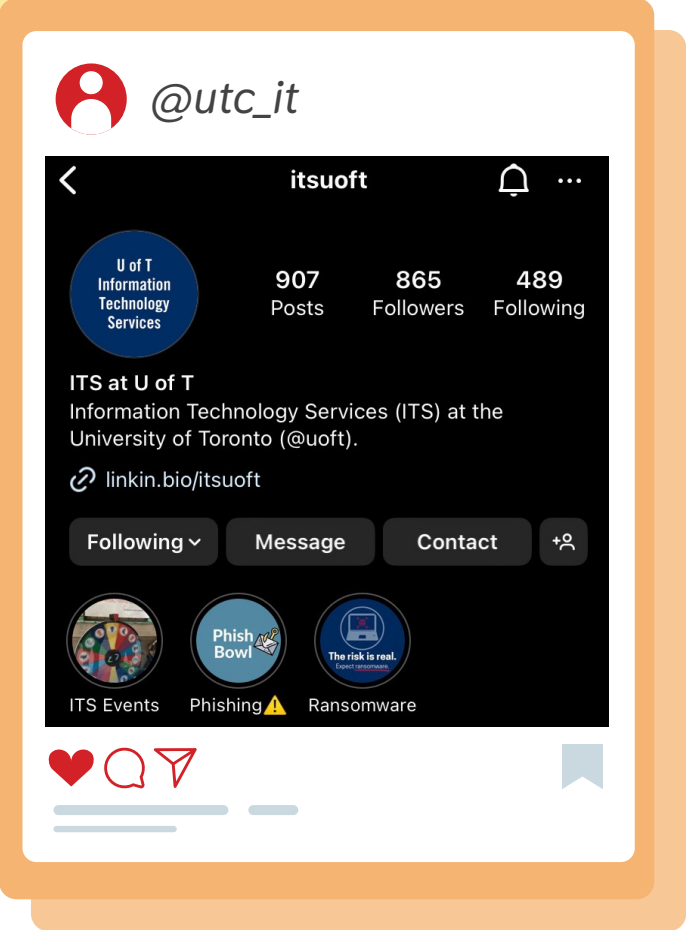 @utc_it
itsuoft
U of T
Information
Technology
Services
907 865 489
Posts Followers Following
ITS at U of T
Information Technology Services (ITS) at the
University of Toronto (@uoft).
linkin.bio/itsuoft
Following Message Contact
Phish
Bowl
The risk is real.
Expect ransomware.
ITS Events Phishing⚠️ Ransomware